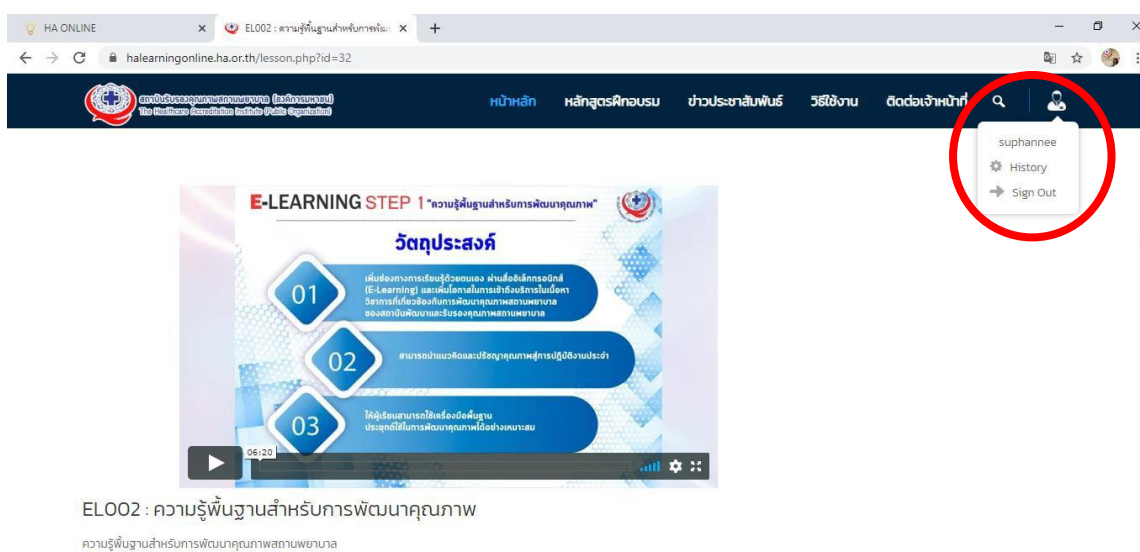 HA ONLINE
EL002 : ความรู้พื้นฐานสำหรับการพัฒ
halearningonline.ha.or.th/lesson.php?id=32
สถาบันรับรองคุณภาพสถานพยาบาล (องค์การมหาชน)
The Healthcare Accreditation Institute (Public Organization)
หน้าหลัก หลักสูตรฝึกอบรม ข่าวประชาสัมพันธ์ วิธีใช้งาน ติดต่อเจ้าหน้าที่
suphannee
History
Sign Out
E-LEARNING STEP 1 "ความรู้พื้นฐานสำหรับการพัฒนาคุณภาพ"
วัตถุประสงค์
01
เพิ่มช่องทางการเรียนรู้ด้วยตนเอง ผ่านสื่ออิเล็กทรอนิกส์
(E-Learning) และเพิ่มโอกาสในการเข้าถึงบริการในเนื้อหา
วิชาการที่เกี่ยวข้องกับการพัฒนาคุณภาพสถานพยาบาล
ของสถาบันพัฒนาและรับรองคุณภาพสถานพยาบาล
02
สามารถนำแนวคิดและปรัชญาคุณภาพสู่การปฏิบัติงานประจำ
03
ให้ผู้เรียนสามารถใช้เครื่องมือพื้นฐาน
ประยุกต์ใช้ในการพัฒนาคุณภาพได้อย่างเหมาะสม
06:20
EL002 : ความรู้พื้นฐานสำหรับการพัฒนาคุณภาพ
ความรู้พื้นฐานสำหรับการพัฒนาคุณภาพสถานพยาบาล